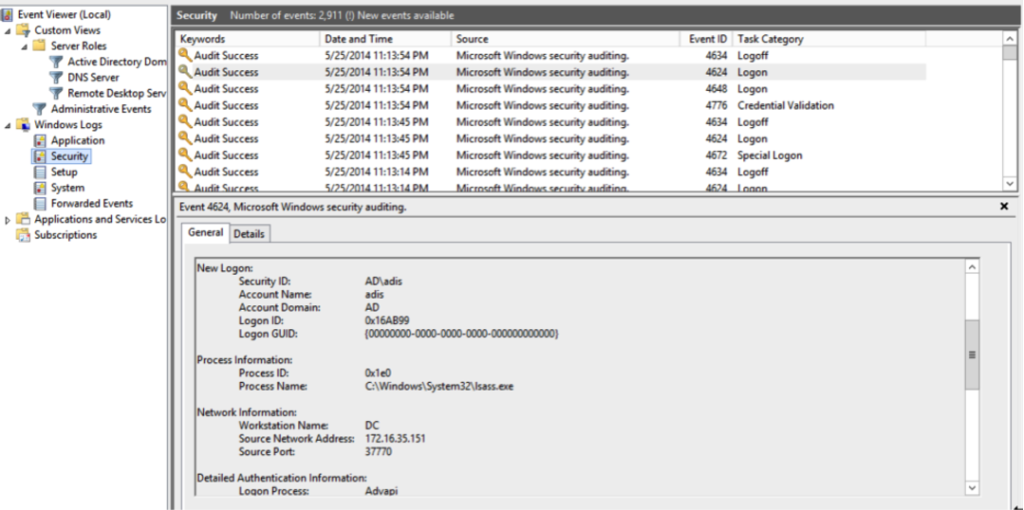 Event Viewer (Local)
Custom Views
Server Roles
Active Directory Dom
DNS Server
Remote Desktop Serv
Administrative Events
Windows Logs
Application
Security
Setup
System
Forwarded Events
Applications and Services Lo
Subscriptions
Security Number of events: 2,911 (!) New events available
Keywords Date and Time Source Event ID Task Category
Audit Success 5/25/2014 11:13:54 PM Microsoft Windows security auditing. 4634 Logoff
Audit Success 5/25/2014 11:13:54 PM Microsoft Windows security auditing. 4624 Logon
Audit Success 5/25/2014 11:13:54 PM Microsoft Windows security auditing. 4648 Logon
Audit Success 5/25/2014 11:13:54 PM Microsoft Windows security auditing. 4776 Credential Validation
Audit Success 5/25/2014 11:13:45 PM Microsoft Windows security auditing. 4634 Logoff
Audit Success 5/25/2014 11:13:45 PM Microsoft Windows security auditing. 4624 Logon
Audit Success 5/25/2014 11:13:45 PM Microsoft Windows security auditing. 4672 Special Logon
Audit Success 5/25/2014 11:13:14 PM Microsoft Windows security auditing. 4634 Logoff
Audit Success 5/25/2014 11:13:14 PM Microsoft Windows security auditing. 4624 Logon
Event 4624, Microsoft Windows security auditing.
General Details
New Logon:
Security ID: AD\adis
Account Name: adis
Account Domain: AD
Logon ID: 0x16AB99
Logon GUID: {00000000-0000-0000-0000-000000000000}
Process Information:
Process ID: 0x1e0
Process Name: C:\Windows\System32\lsass.exe
Network Information:
Workstation Name: DC
Source Network Address: 172.16.35.151
Source Port: 37770
Detailed Authentication Information:
Logon Process: Advapi